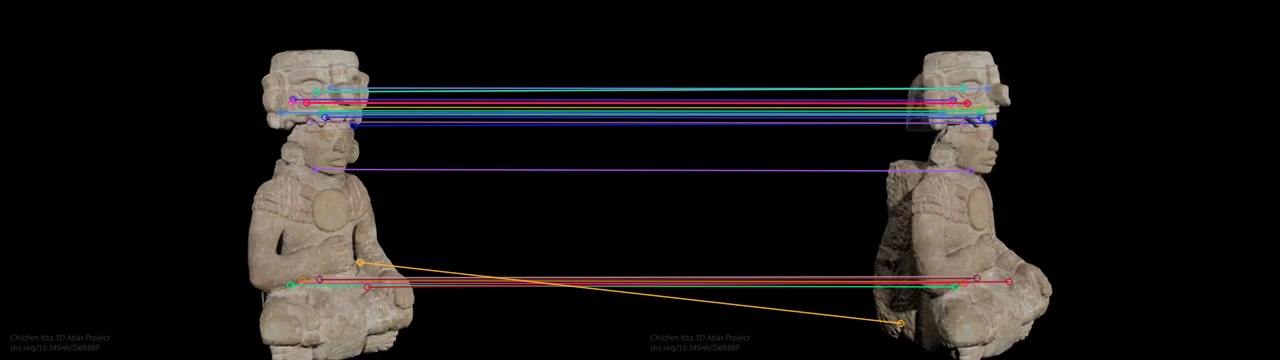 Chichen Itza 3D Atlas Project
doi.org/10.34946/D6B88P
Chichen Itza 3D Atlas Project
doi.org/10.34946/D6B88P